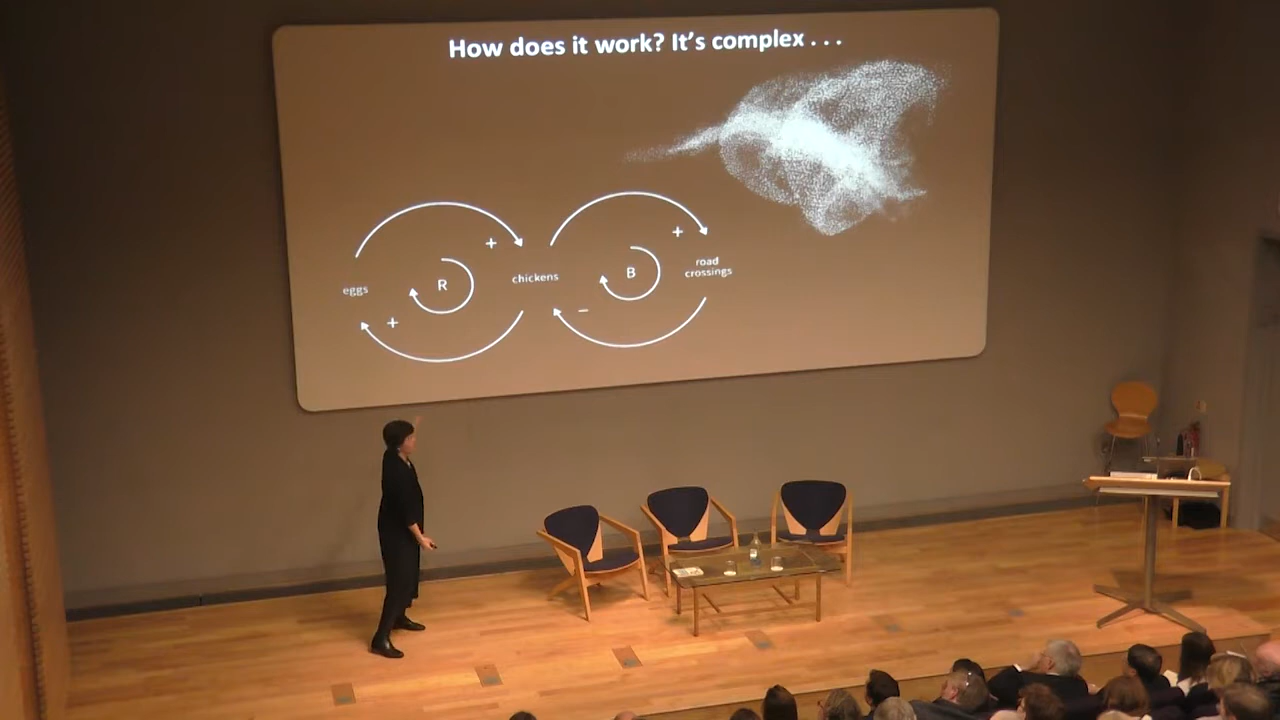 How does it work? It's complex . . .
+
+
R
B
road
crossings
chickens
eggs
+
−